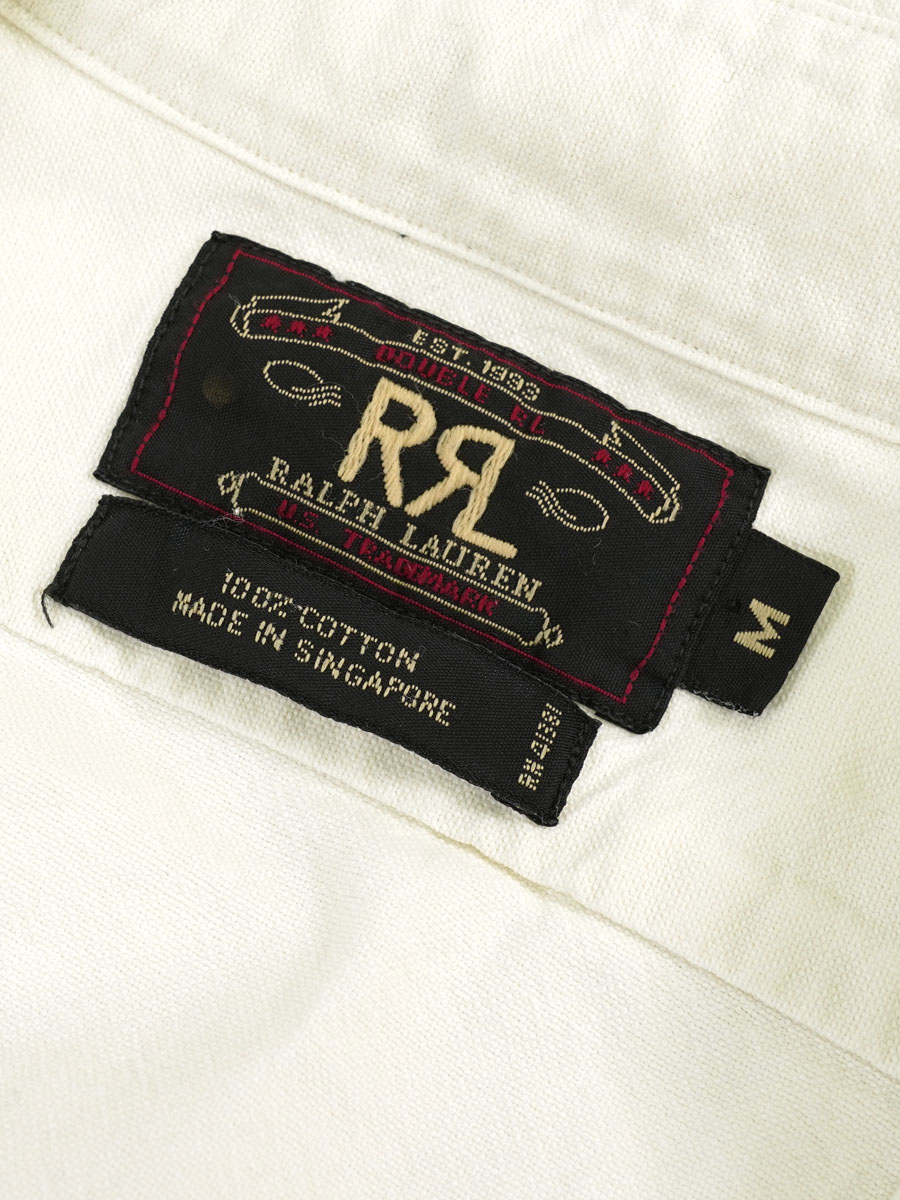 EST. 1993
DOUBLE RL
RRL
RALPH LAUREN
U.S. TRADEMARK
M
100% COTTON
MADE IN SINGAPORE